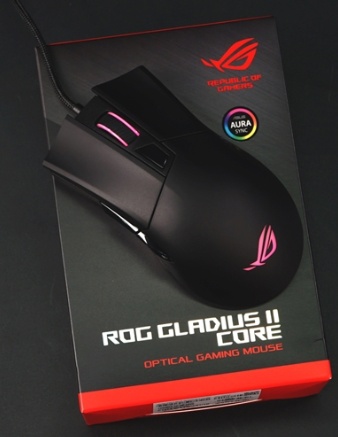 REPUBLIC OF
GAMERS
AURA
SYNC
ROG GLADIUS II
CORE
OPTICAL GAMING MOUSE